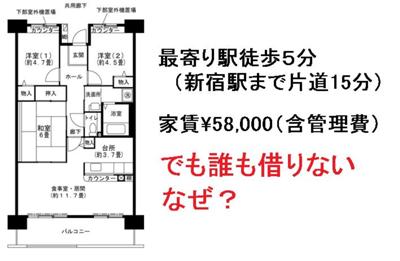 下部室外機置場
共用廊下
下部室外機置場
カウンター
カウンター
洋室(1)
(約4.7畳)
玄関
洋室(2)
(約4.5畳)
ホール
物入
物入
押入
洗面所
和室
6畳
廊下
トイレ
浴室
物入
台所
(約3.7畳)
カウンター
食事室・居間
(約11.7畳)
バルコニー
最寄り駅徒歩5分
(新宿駅まで片道15分)
家賃¥58,000(含管理費)
でも誰も借りない
なぜ?